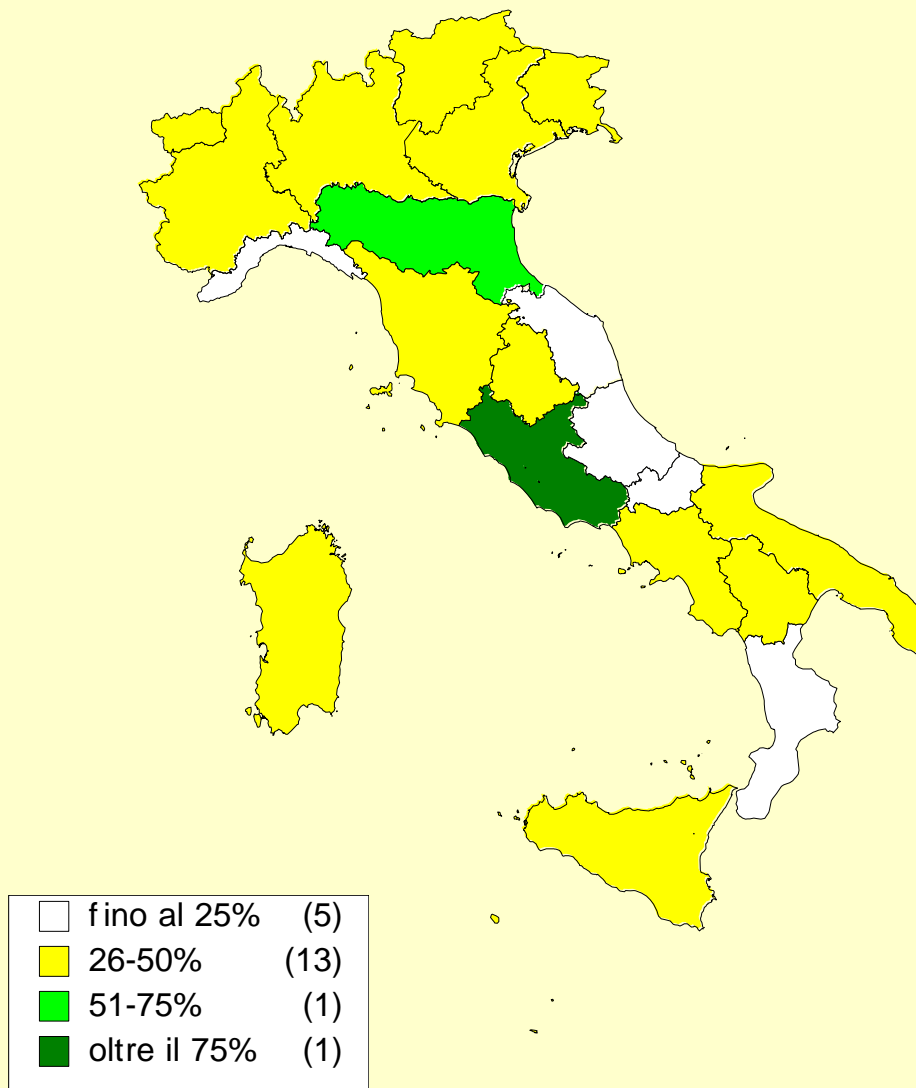 fino al 25% (5)
26-50% (13)
51-75% (1)
oltre il 75% (1)